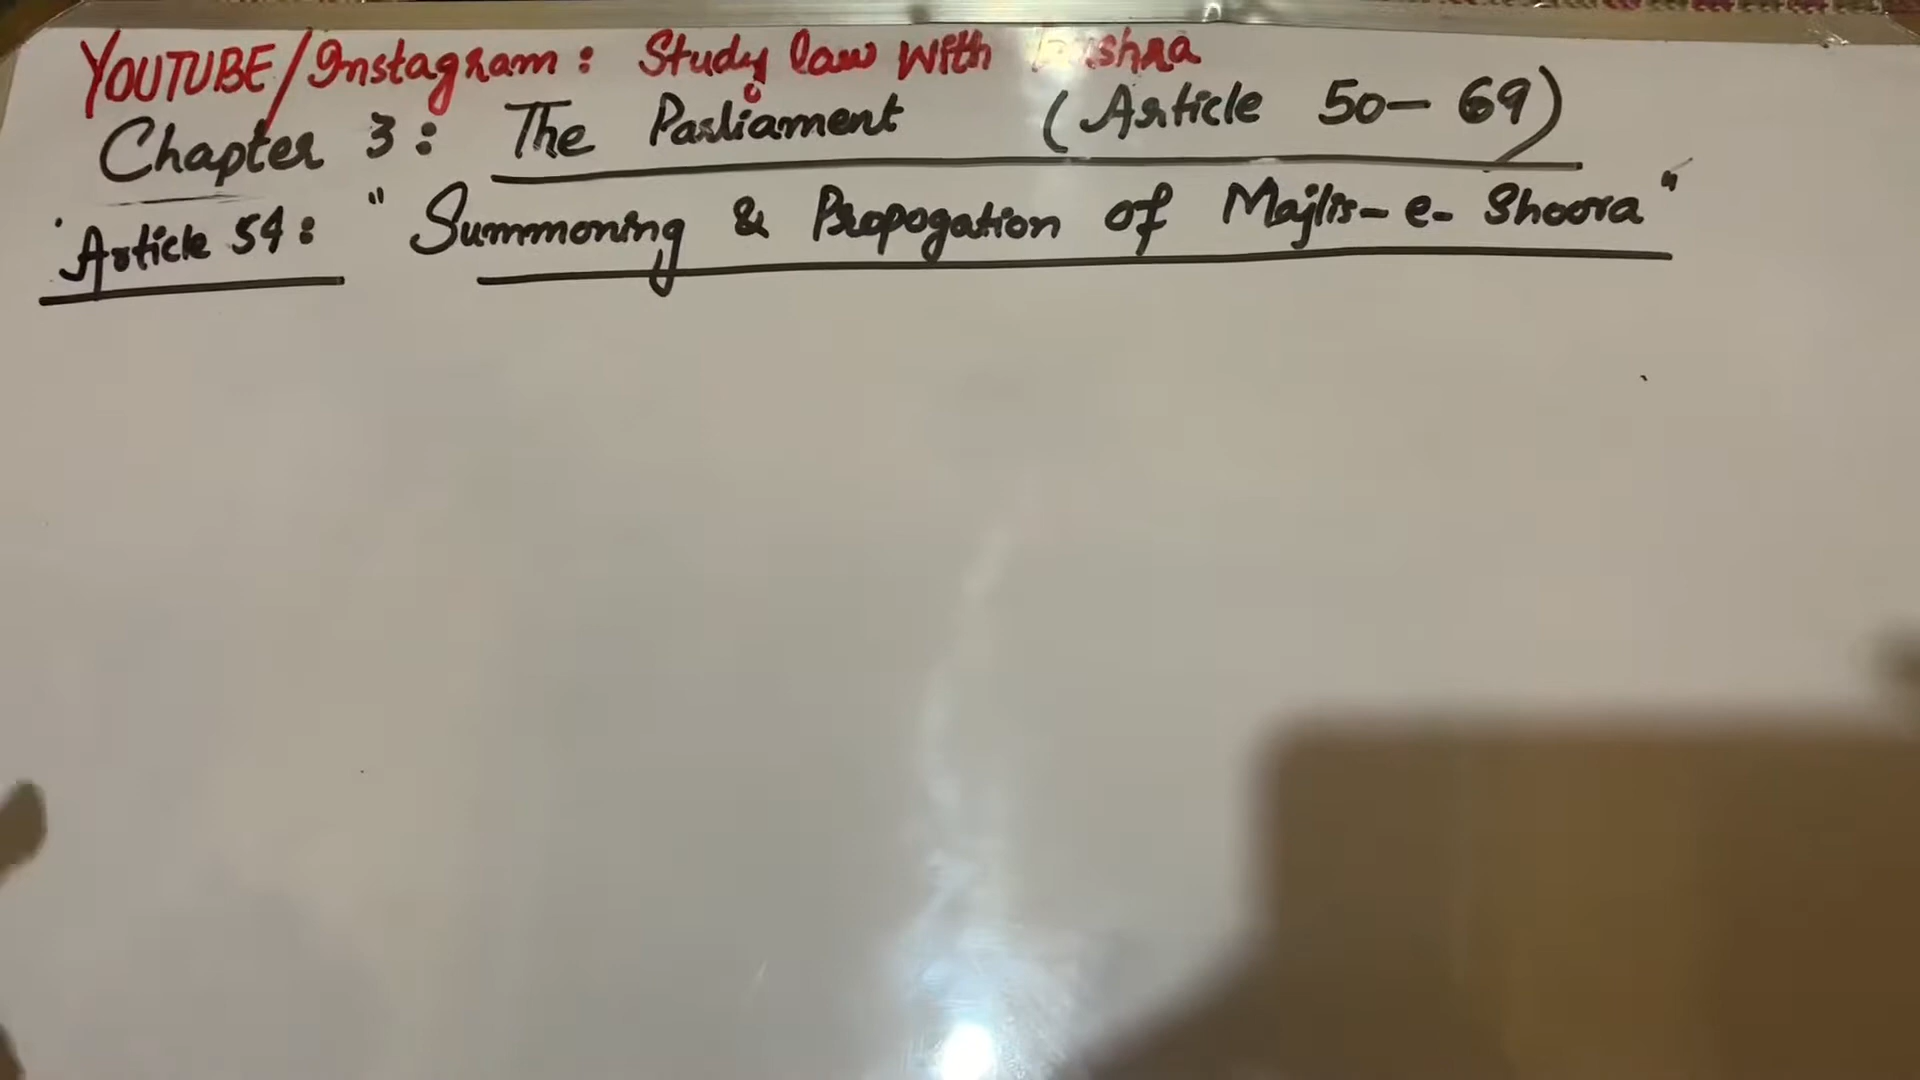 YOUTUBE/Instagram: Study law with Bushra
Chapter 3: The Parliament (Article 50-69)
Article 54: "Summoning & Propogation of Majlis-e-Shoora"